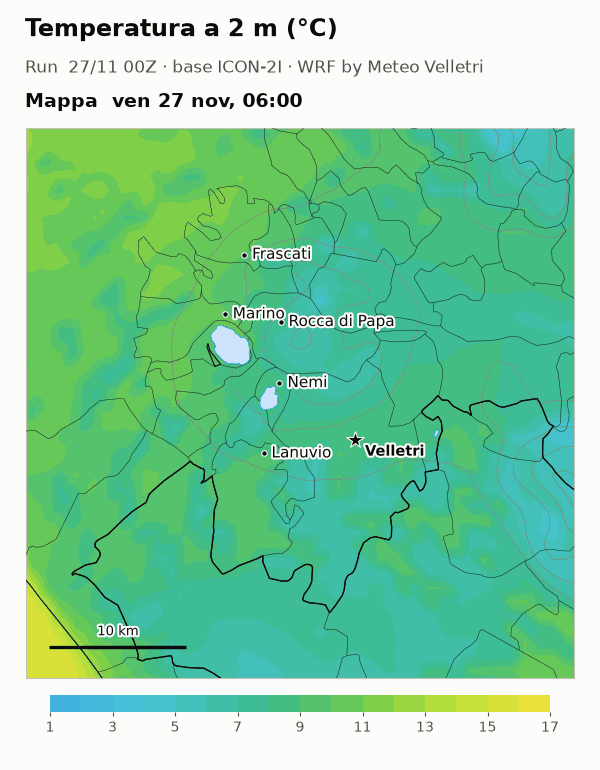 Temperatura a 2 m (°C)
Run  27/11 00Z · base ICON-2I · WRF by Meteo Velletri
Mappa  ven 27 nov, 06:00
Frascati
Marino
Rocca di Papa
Nemi
Velletri
Lanuvio
10 km
1 3 5 7 9 11 13 15 17